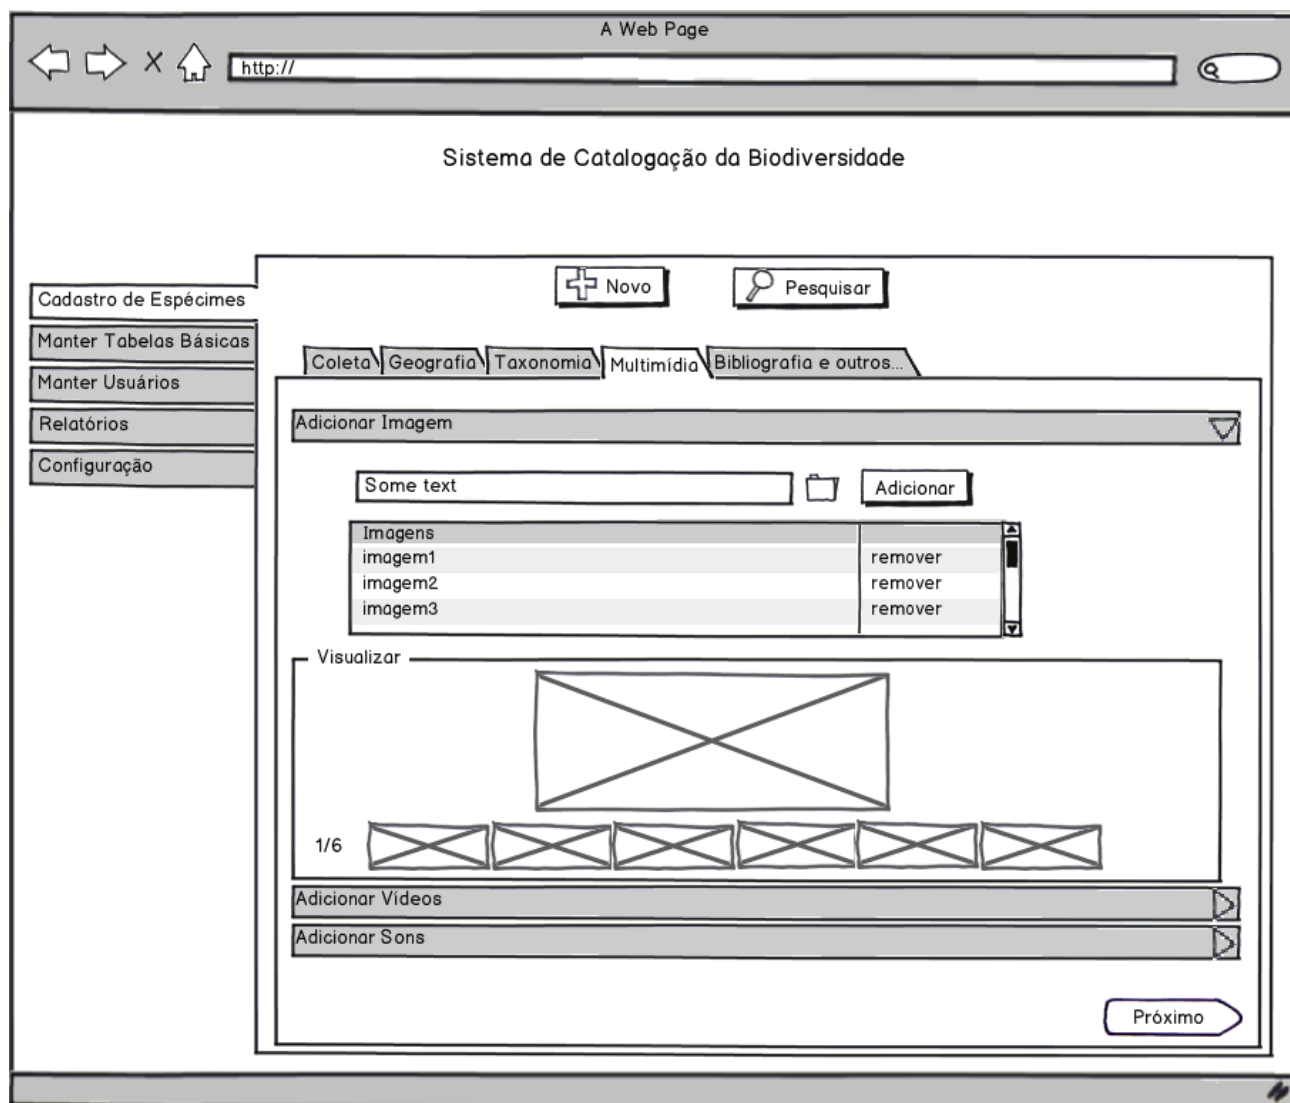 A Web Page
http://
Sistema de Catalogação da Biodiversidade
Novo
Pesquisar
Cadastro de Espécimes
Manter Tabelas Básicas
Manter Usuários
Relatórios
Configuração
Coleta
Geografia
Taxonomia
Multimídia
Bibliografia e outros...
Adicionar Imagem
Some text
Adicionar
Imagens
imagem1 remover
imagem2 remover
imagem3 remover
Visualizar
1/6
Adicionar Vídeos
Adicionar Sons
Próximo